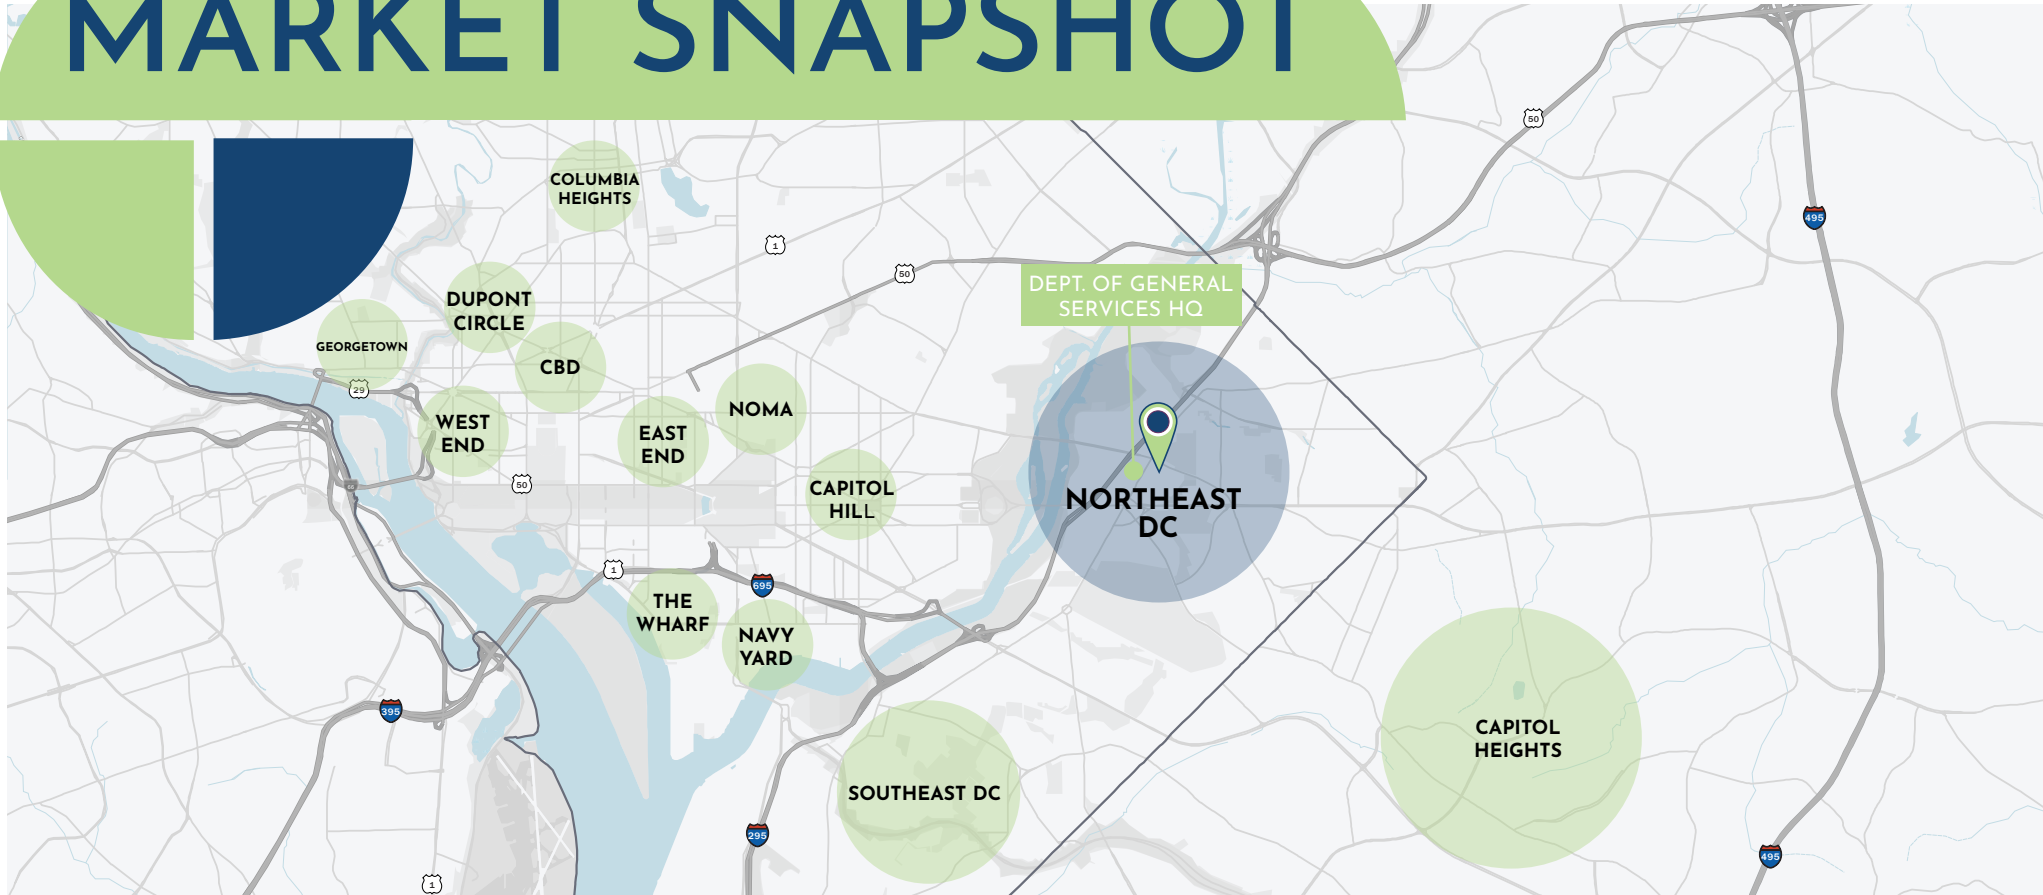 MARKET SNAPSHOT
50
COLUMBIA
HEIGHTS
495
1
50
DEPT. OF GENERAL
SERVICES HQ
DUPONT
CIRCLE
GEORGETOWN
CBD
29
NOMA
WEST
END
EAST
END
50
CAPITOL
HILL
NORTHEAST
DC
66
1
695
THE
WHARF
NAVY
YARD
395
CAPITOL
HEIGHTS
SOUTHEAST DC
295
495
1